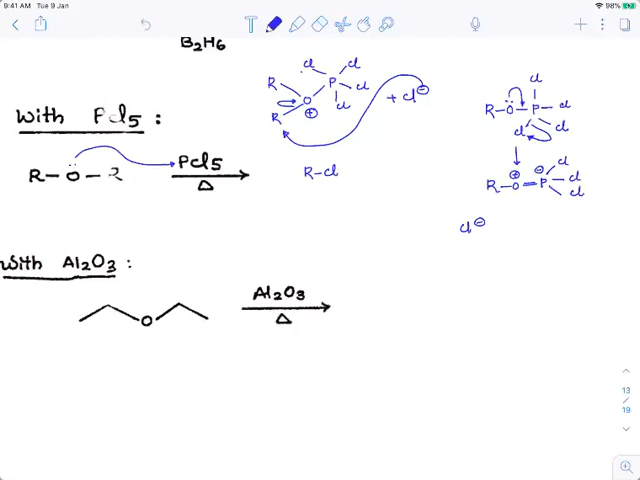 9:41 AM Tue 9 Jan
98%
B2H6
With PCl5 :
R-Ö-R
PCl5
Δ
R
R
O
⊕
P
Cl
Cl
Cl
Cl
+ Cl⊖
R-Cl
R-Ö-P
Cl
Cl
Cl
Cl
⊕ ⊖
R-O=P
Cl
Cl
Cl
Cl⊖
With Al2O3 :
O
Al2O3
Δ
13
/
19